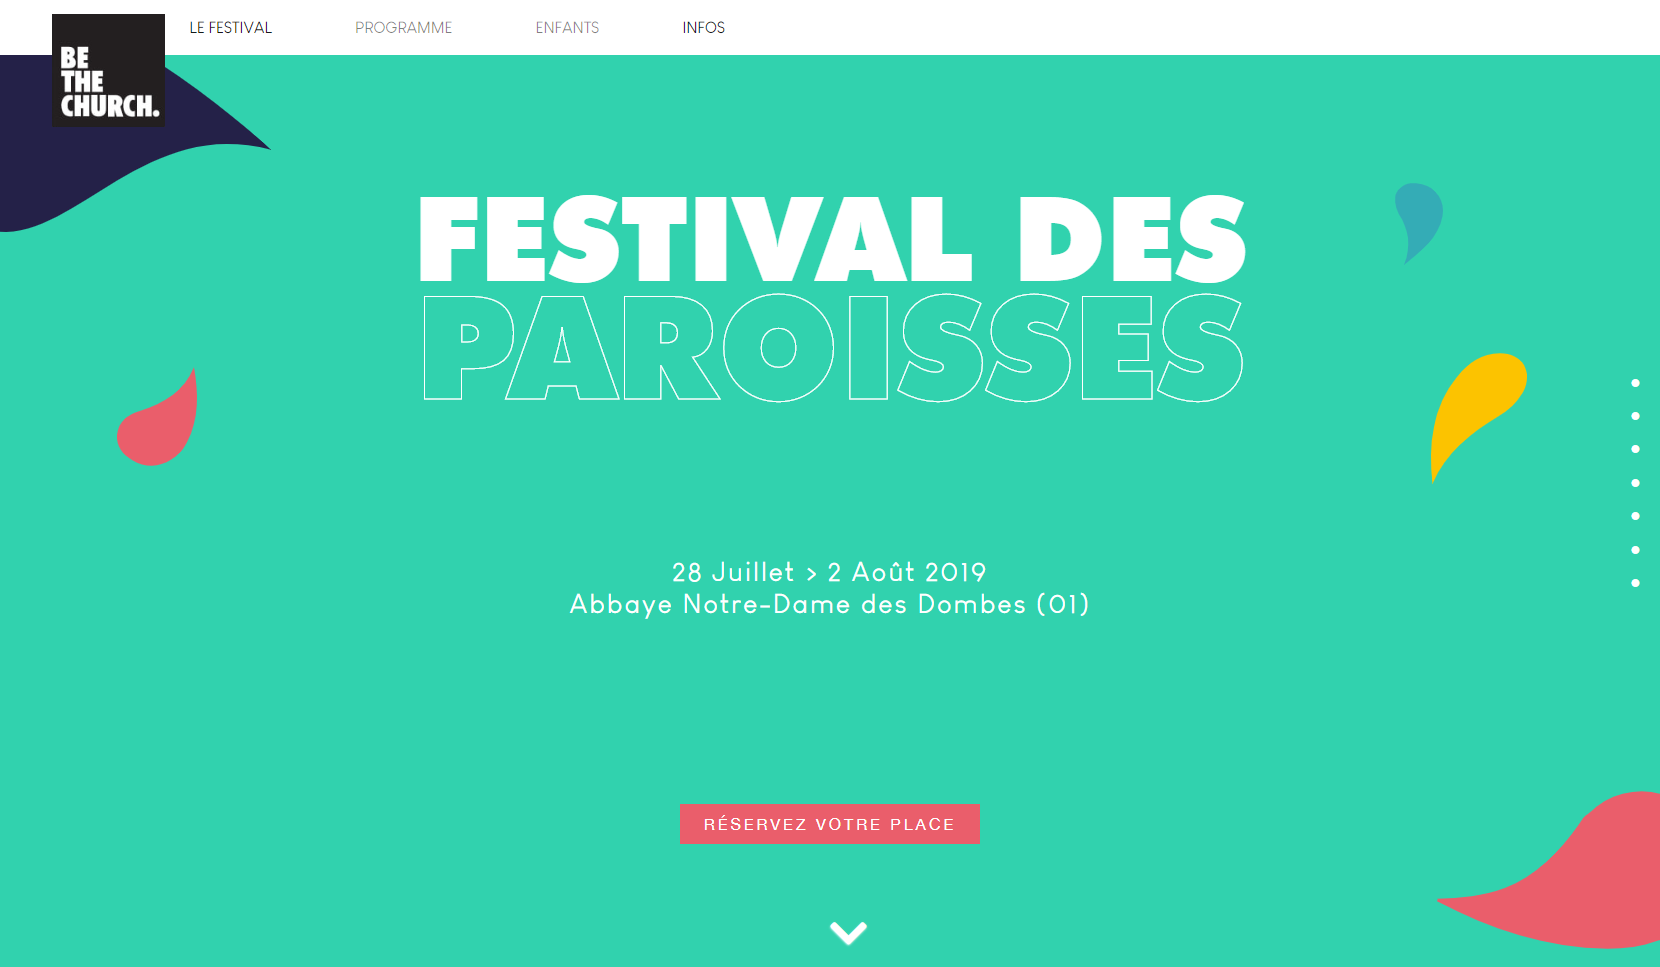 LE FESTIVAL
PROGRAMME
ENFANTS
INFOS
BE
THE
CHURCH.
FESTIVAL DES
PAROISSES
28 Juillet > 2 Août 2019
Abbaye Notre-Dame des Dombes (01)
RÉSERVEZ VOTRE PLACE